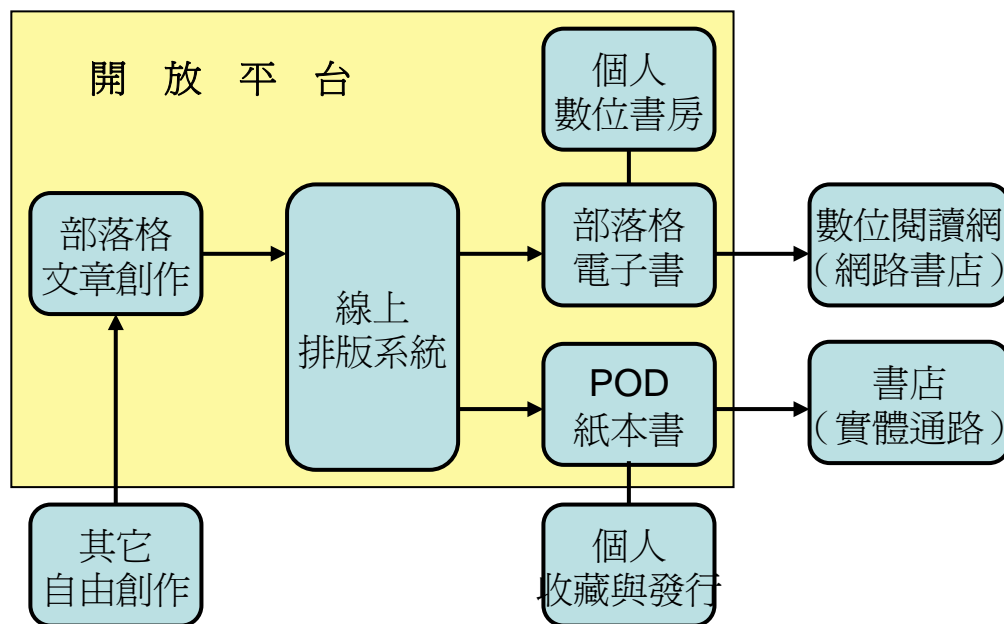 開放平台
個人
數位書房
部落格
文章創作
線上
排版系統
部落格
電子書
數位閱讀網
（網路書店）
POD
紙本書
書店
（實體通路）
其它
自由創作
個人
收藏與發行